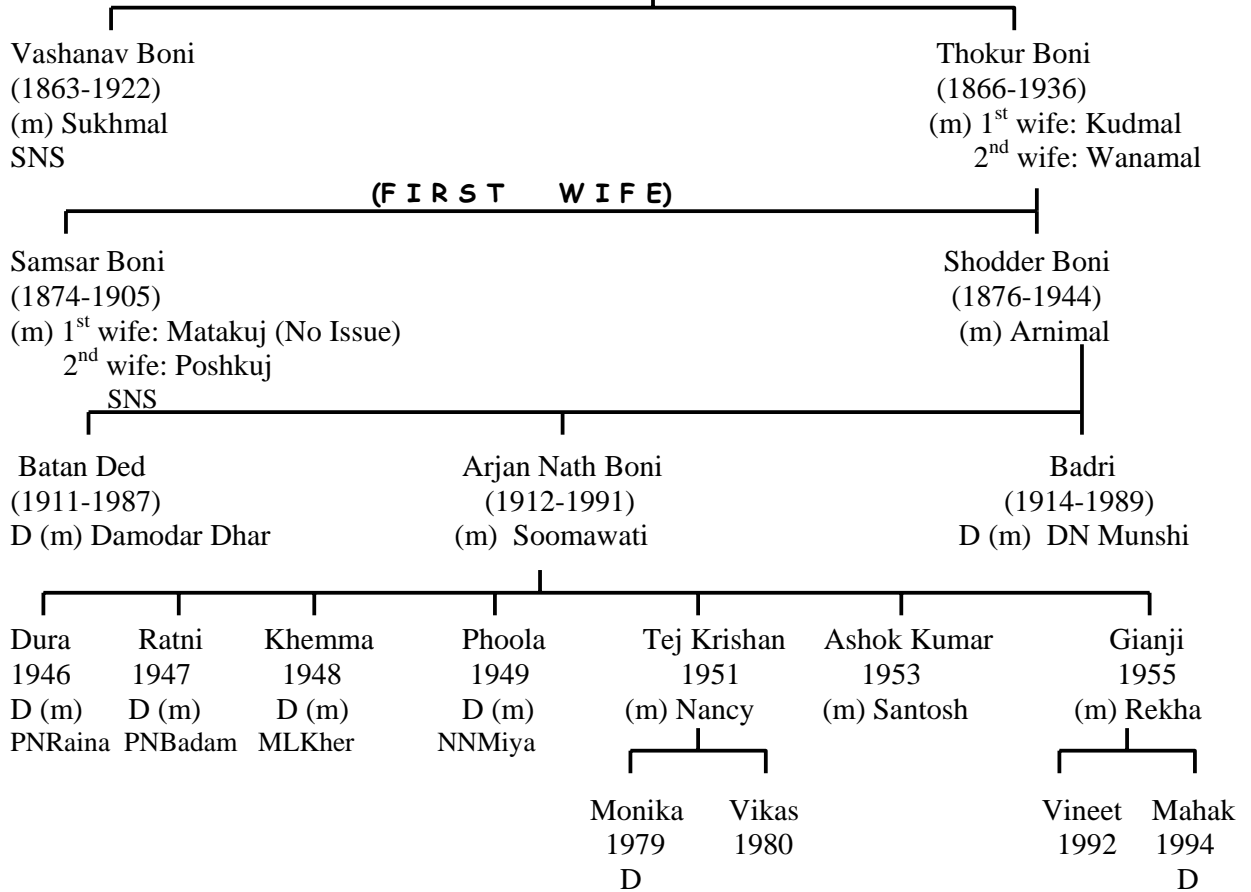 Vashanav Boni Thokur Boni
(1863-1922) (1866-1936)
(m) Sukhmal (m) 1st wife: Kudmal
SNS 2nd wife: Wanamal
(F I R S T W I F E)
Samsar Boni Shodder Boni
(1874-1905) (1876-1944)
(m) 1st wife: Matakuj (No Issue) (m) Arnimal
2nd wife: Poshkuj
SNS
Batan Ded Arjan Nath Boni Badri
(1911-1987) (1912-1991) (1914-1989)
D (m) Damodar Dhar (m) Soomawati D (m) DN Munshi
Dura Ratni Khemma Phoola Tej Krishan Ashok Kumar Gianji
1946 1947 1948 1949 1951 1953 1955
D (m) D (m) D (m) D (m) (m) Nancy (m) Santosh (m) Rekha
PNRaina PNBadam MLKher NNMiya
Monika Vikas Vineet Mahak
1979 1980 1992 1994
D D